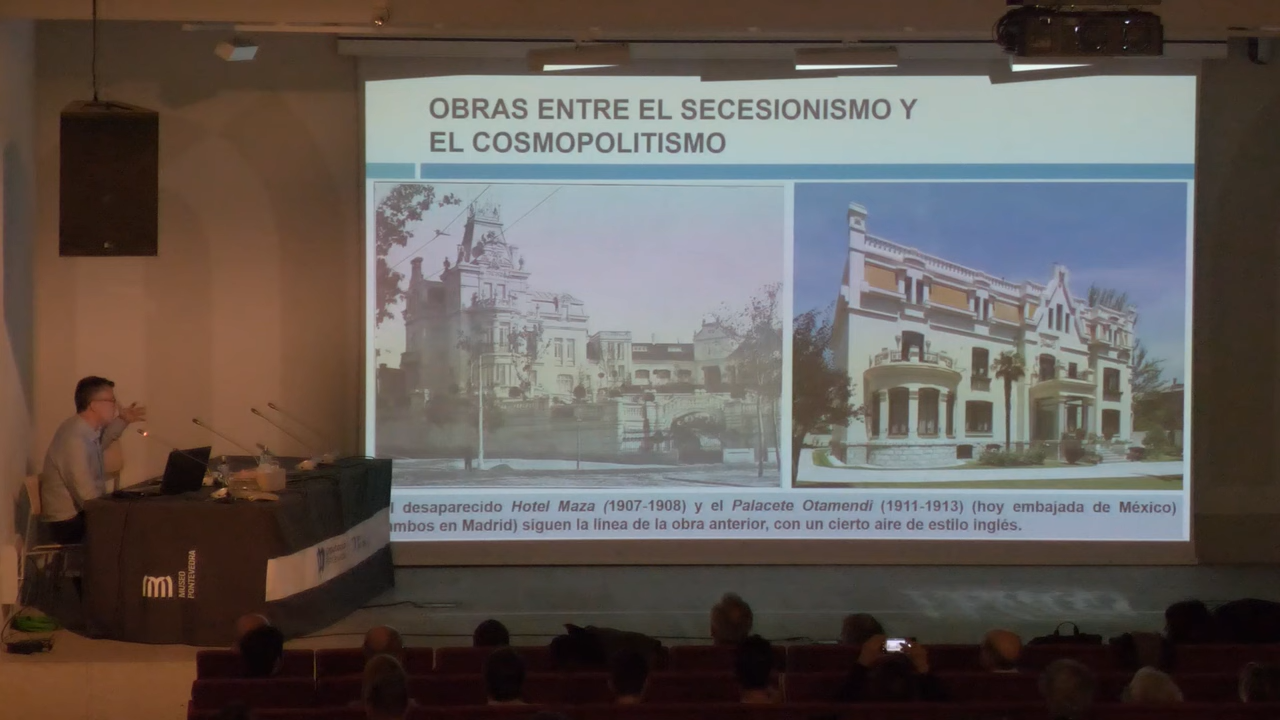 OBRAS ENTRE EL SECESIONISMO Y
EL COSMOPOLITISMO
desaparecido Hotel Maza (1907-1908) y el Palacete Otamendi (1911-1913) (hoy embajada de México)
en Madrid) siguen la línea de la obra anterior, con un cierto aire de estilo inglés.
MUSEO
PONTEVEDRA